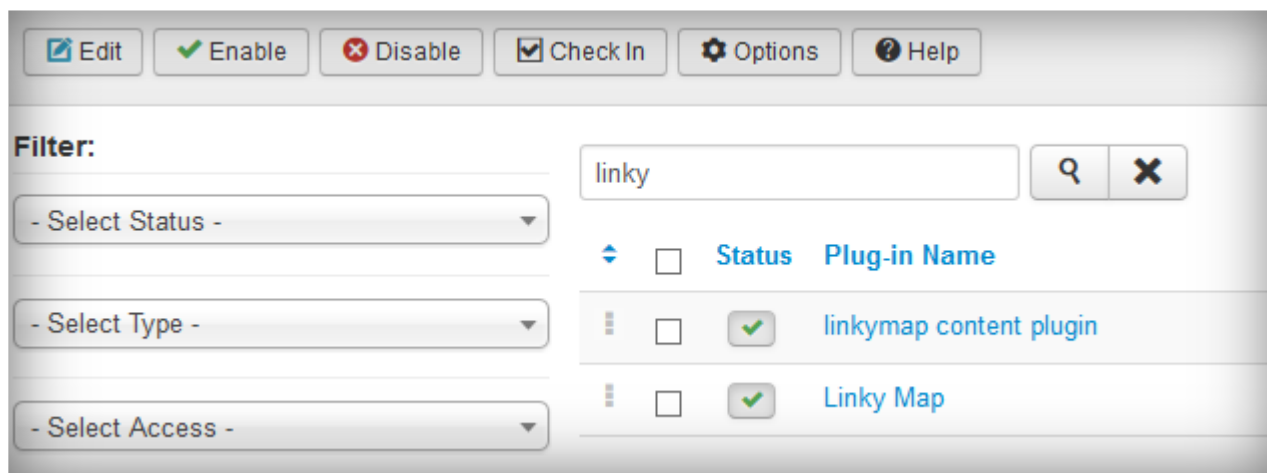 Edit Enable Disable Check In Options Help
Filter:
linky
- Select Status -
Status Plug-in Name
- Select Type -
linkymap content plugin
Linky Map
- Select Access -